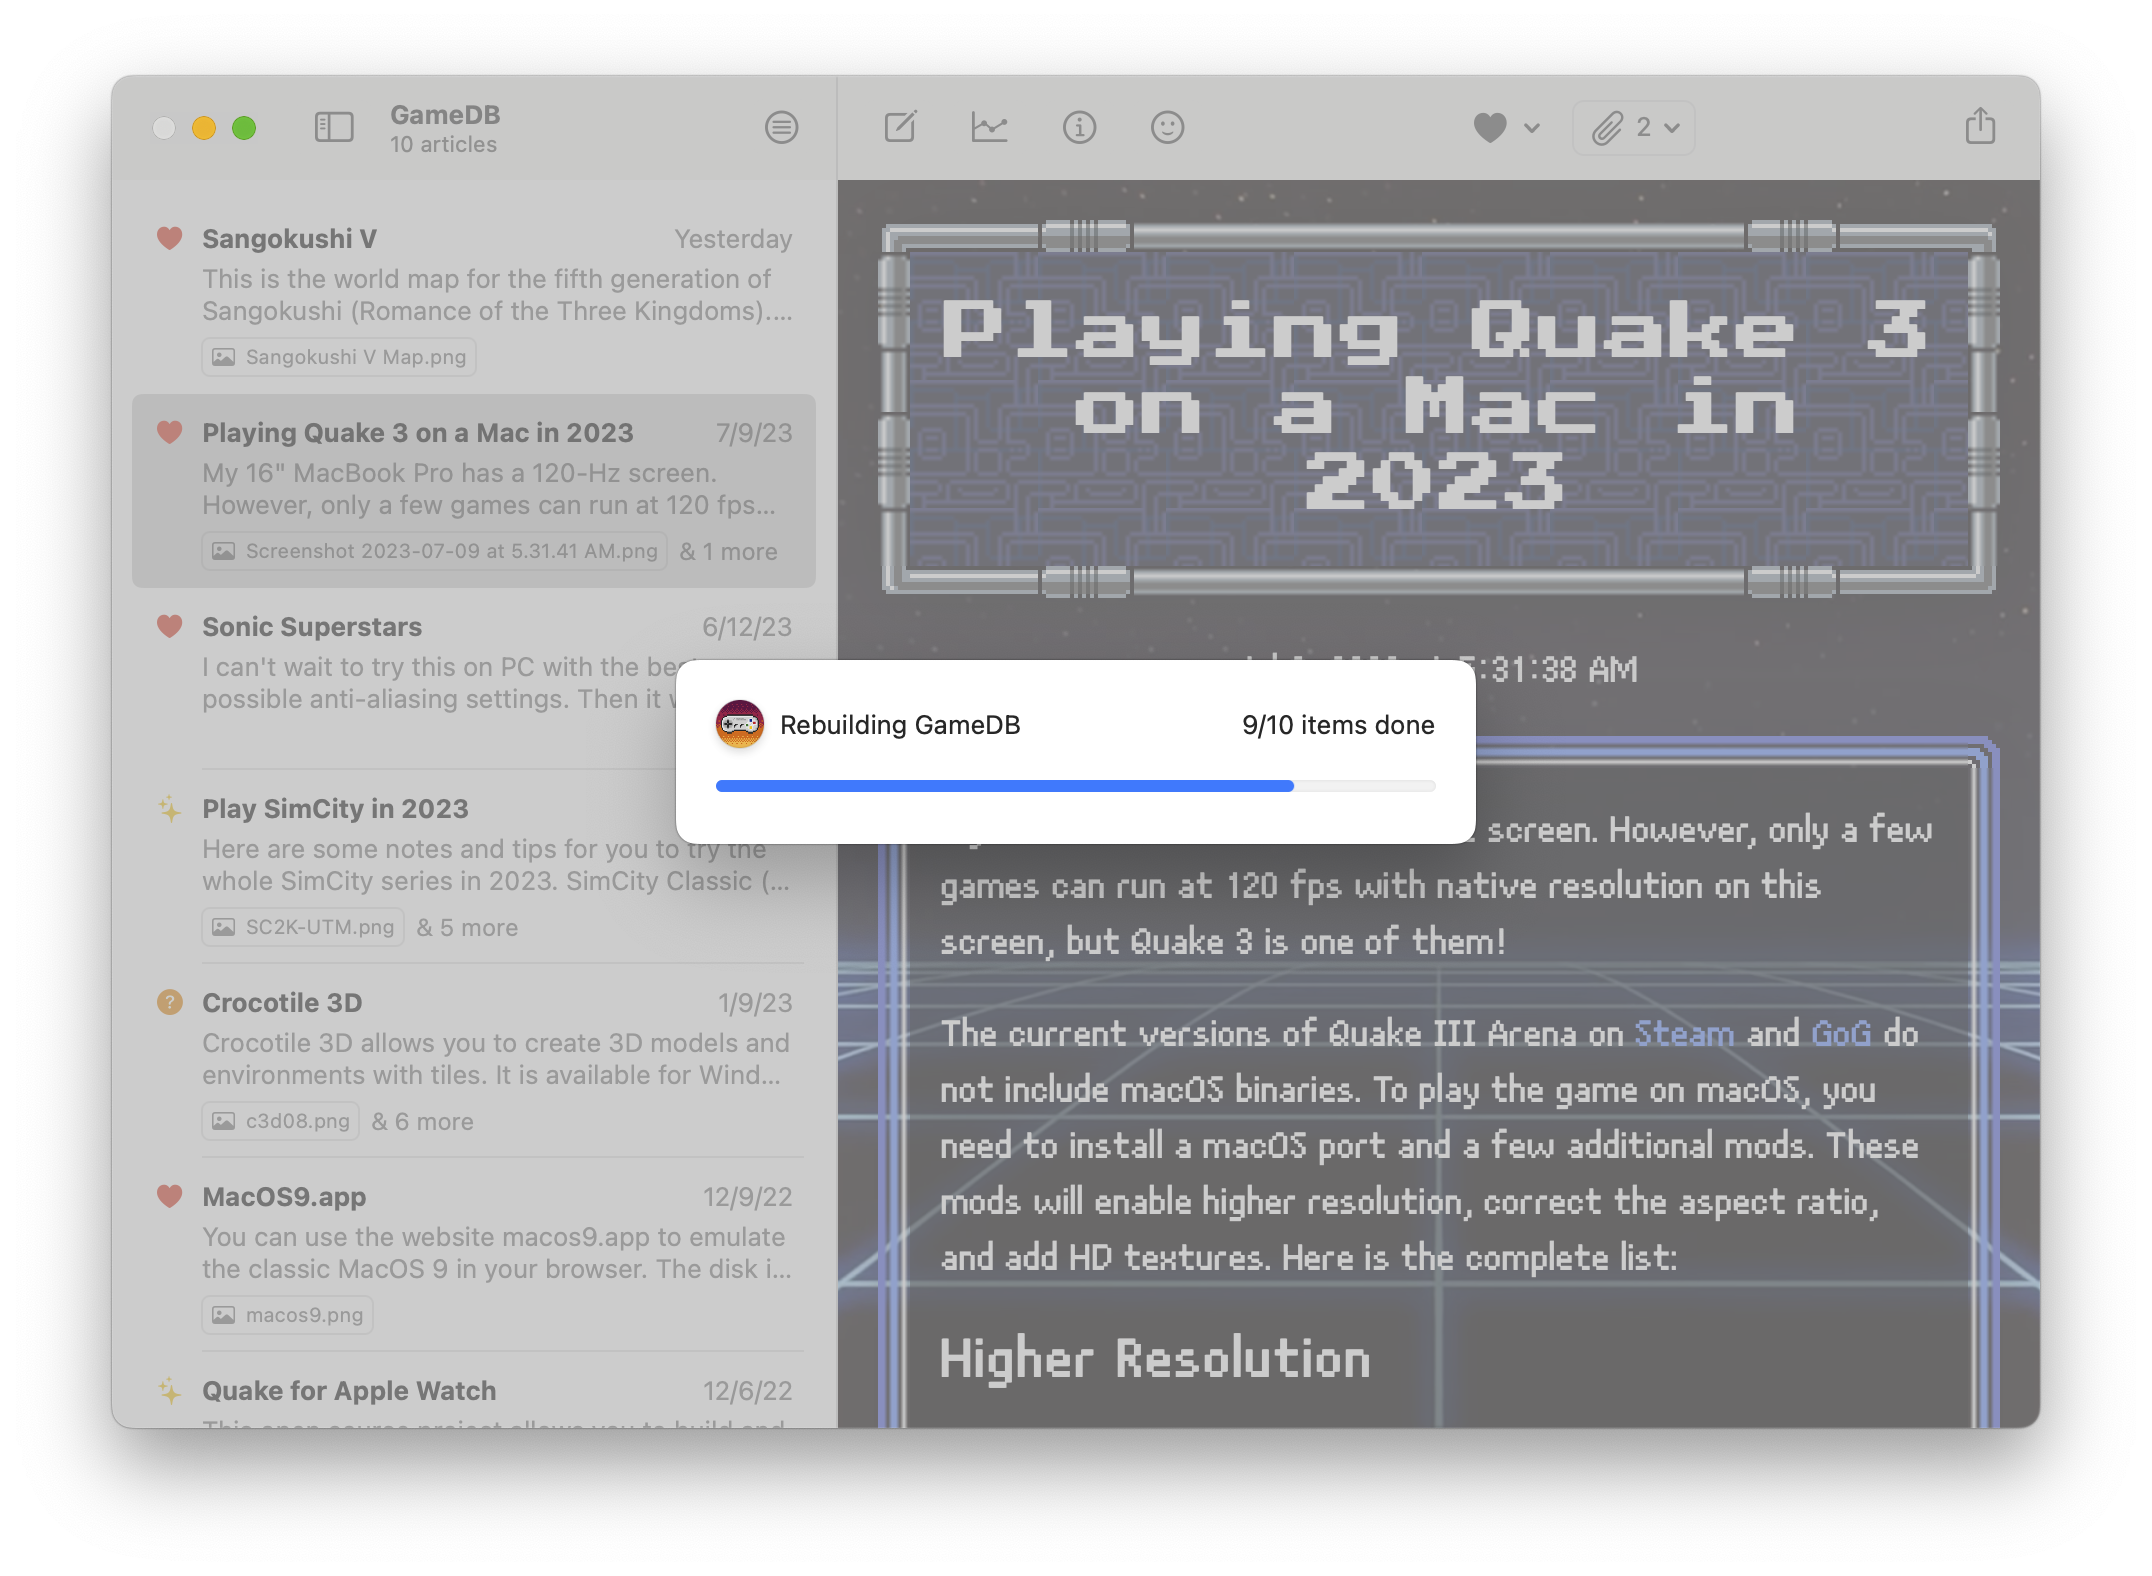 GameDB
10 articles
2
Sangokushi V
Yesterday
This is the world map for the fifth generation of
Sangokushi (Romance of the Three Kingdoms)....
Sangokushi V Map.png
Playing Quake 3 on a Mac in 2023
7/9/23
My 16" MacBook Pro has a 120-Hz screen.
However, only a few games can run at 120 fps...
Screenshot 2023-07-09 at 5.31.41 AM.png & 1 more
Sonic Superstars
6/12/23
I can't wait to try this on PC with the
possible anti-aliasing settings. Then it
Play SimCity in 2023
Here are some notes and tips for you to try the
whole SimCity series in 2023. SimCity Classic (...
SC2K-UTM.png & 5 more
Crocotile 3D
1/9/23
Crocotile 3D allows you to create 3D models and
environments with tiles. It is available for Wind...
c3d08.png & 6 more
MacOS9.app
12/9/22
You can use the website macos9.app to emulate
the classic MacOS 9 in your browser. The disk i...
macos9.png
Quake for Apple Watch
12/6/22
This open source project allows you to build and
Rebuilding GameDB
9/10 items done
Playing Quake 3
on a Mac in
2023
:31:38 AM
screen. However, only a few
games can run at 120 fps with native resolution on this
screen, but Quake 3 is one of them!
The current versions of Quake III Arena on Steam and GoG do
not include macOS binaries. To play the game on macOS, you
need to install a macOS port and a few additional mods. These
mods will enable higher resolution, correct the aspect ratio,
and add HD textures. Here is the complete list:
Higher Resolution